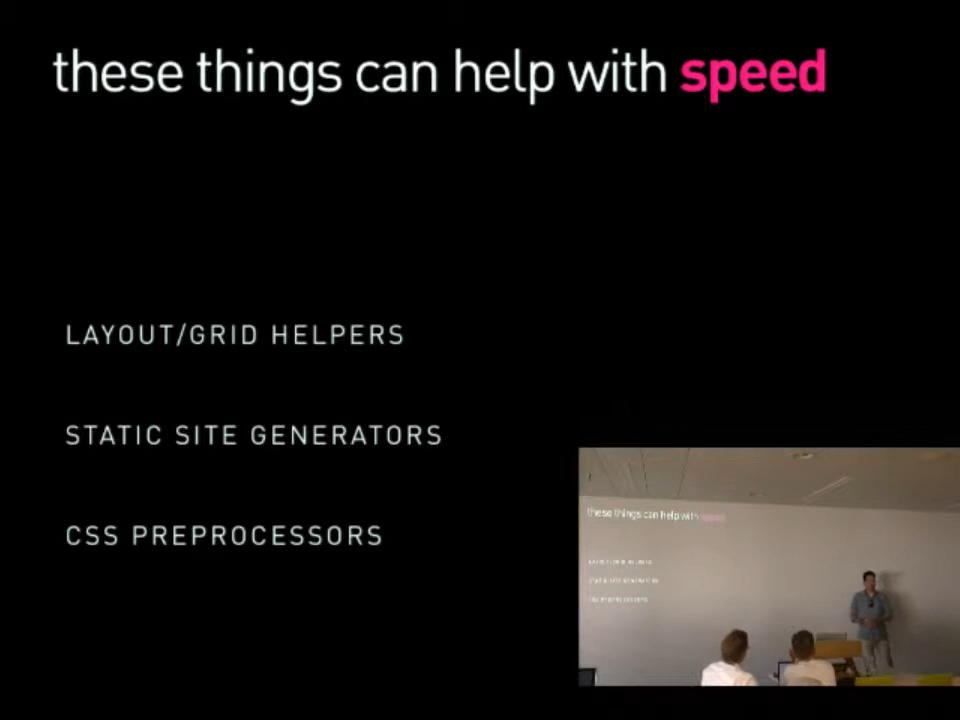 these things can help with speed
LAYOUT/GRID HELPERS
STATIC SITE GENERATORS
CSS PREPROCESSORS
these things can help with speed